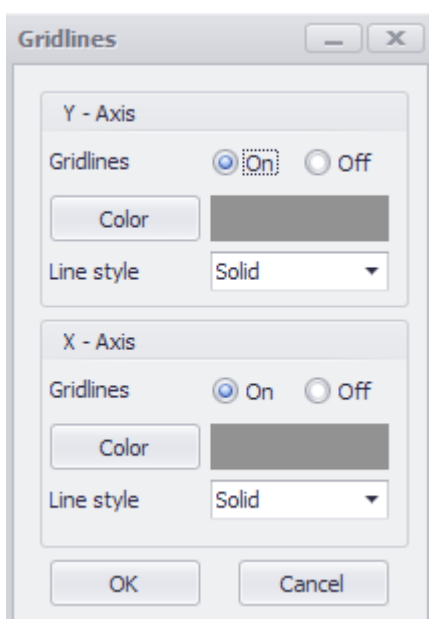 Gridlines
Y - Axis
Gridlines On Off
Color
Line style Solid
X - Axis
Gridlines On Off
Color
Line style Solid
OK Cancel